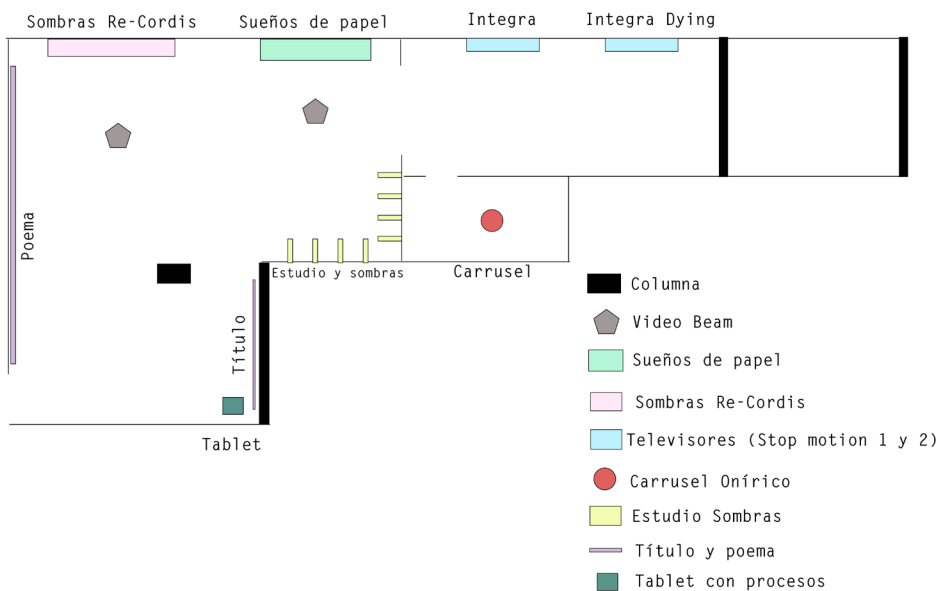 Sombras Re-Cordis
Sueños de papel
Integra
Integra Dying
Poema
Estudio y sombras
Carrusel
Título
Tablet
Columna
Video Beam
Sueños de papel
Sombras Re-Cordis
Televisores (Stop motion 1 y 2)
Carrusel Onírico
Estudio Sombras
Título y poema
Tablet con procesos